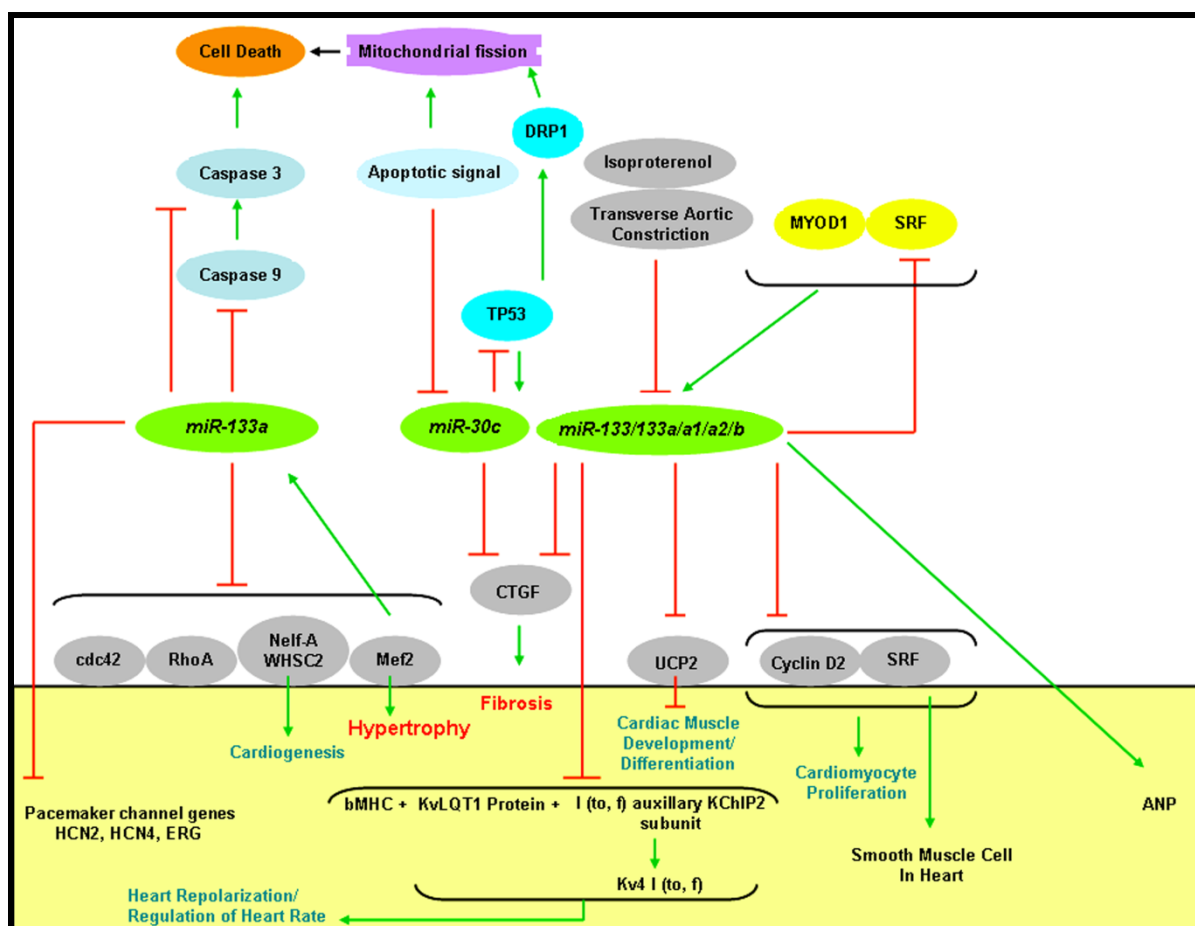 Cell Death
Mitochondrial fission
DRP1
Caspase 3
Apoptotic signal
Isoproterenol
Transverse Aortic
Constriction
MYOD1
SRF
Caspase 9
TP53
miR-133a
miR-30c
miR-133/133a/a1/a2/b
CTGF
cdc42
RhoA
Nelf-A
WHSC2
Mef2
UCP2
Cyclin D2
SRF
Fibrosis
Hypertrophy
Cardiogenesis
Cardiac Muscle
Development/
Differentiation
Cardiomyocyte
Proliferation
Pacemaker channel genes
HCN2, HCN4, ERG
bMHC + KvLQT1 Protein + I (to, f) auxillary KChIP2
subunit
ANP
Smooth Muscle Cell
In Heart
Kv4 I (to, f)
Heart Repolarization/
Regulation of Heart Rate